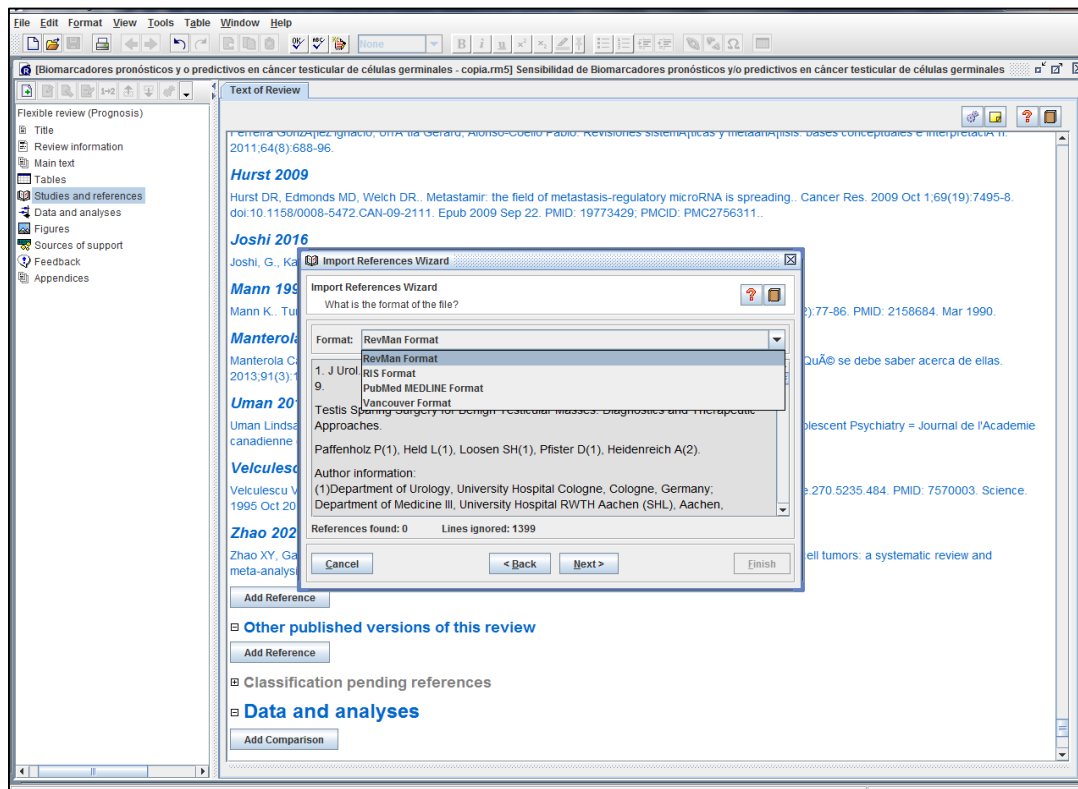 File Edit Format View Tools Table Window Help
None
[Biomarcadores pronósticos y o predictivos en cáncer testicular de células germinales - copia.rm5] Sensibilidad de Biomarcadores pronósticos y/o predictivos en cáncer testicular de células germinales
Text of Review
Flexible review (Prognosis)
Title
Review information
Main text
Tables
Studies and references
Data and analyses
Figures
Sources of support
Feedback
Appendices
2011;64(8):688-96.
Hurst 2009
Hurst DR, Edmonds MD, Welch DR.. Metastamir: the field of metastasis-regulatory microRNA is spreading.. Cancer Res. 2009 Oct 1;69(19):7495-8.
doi:10.1158/0008-5472.CAN-09-2111. Epub 2009 Sep 22. PMID: 19773429; PMCID: PMC2756311..
Joshi 2016
Joshi, G., Ka
Mann 199
Mann K.. Tu
2):77-86. PMID: 2158684. Mar 1990.
Manterola
Manterola C
QuÃ© se debe saber acerca de ellas.
2013;91(3):1
Uman 20
Uman Lindsa
lescent Psychiatry = Journal de l'Academie
canadienne
Velculesc
Velculescu V
e.270.5235.484. PMID: 7570003. Science.
1995 Oct 20
Zhao 202
Zhao XY, Ga
cell tumors: a systematic review and
meta-analysi
Import References Wizard
Import References Wizard
What is the format of the file?
Format: RevMan Format
RevMan Format
RIS Format
PubMed MEDLINE Format
Vancouver Format
1. J Urol.
9.
Testis Sparing Surgery for Benign Testicular Masses: Diagnostics and Therapeutic
Approaches.
Paffenholz P(1), Held L(1), Loosen SH(1), Pfister D(1), Heidenreich A(2).
Author information:
(1)Department of Urology, University Hospital Cologne, Cologne, Germany;
Department of Medicine III, University Hospital RWTH Aachen (SHL), Aachen,
References found: 0 Lines ignored: 1399
Cancel < Back Next > Finish
Add Reference
Other published versions of this review
Add Reference
Classification pending references
Data and analyses
Add Comparison